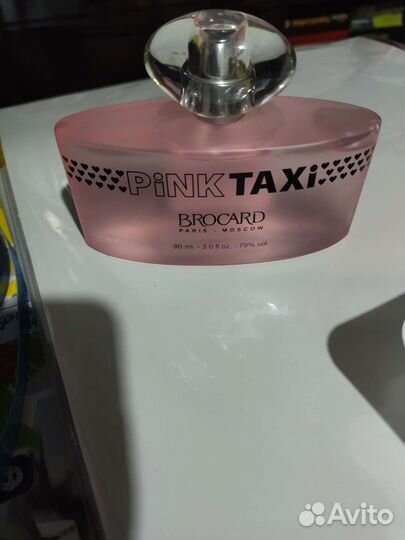 PiNK TAXi
BROCARD
PARIS - MOSCOW
90 ml. - 3.0 fl.oz. - 79% vol.
Avito